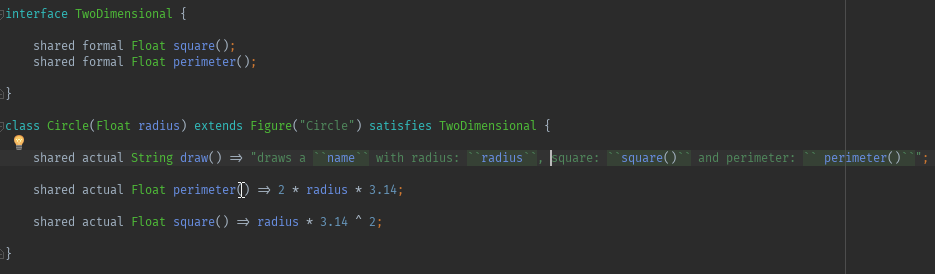 interface TwoDimensional {
shared formal Float square();
shared formal Float perimeter();
}
class Circle(Float radius) extends Figure("Circle") satisfies TwoDimensional {
shared actual String draw() => "draws a ``name`` with radius: ``radius``, square: ``square()`` and perimeter: `` perimeter()``";
shared actual Float perimeter() => 2 * radius * 3.14;
shared actual Float square() => radius * 3.14 ^ 2;
}